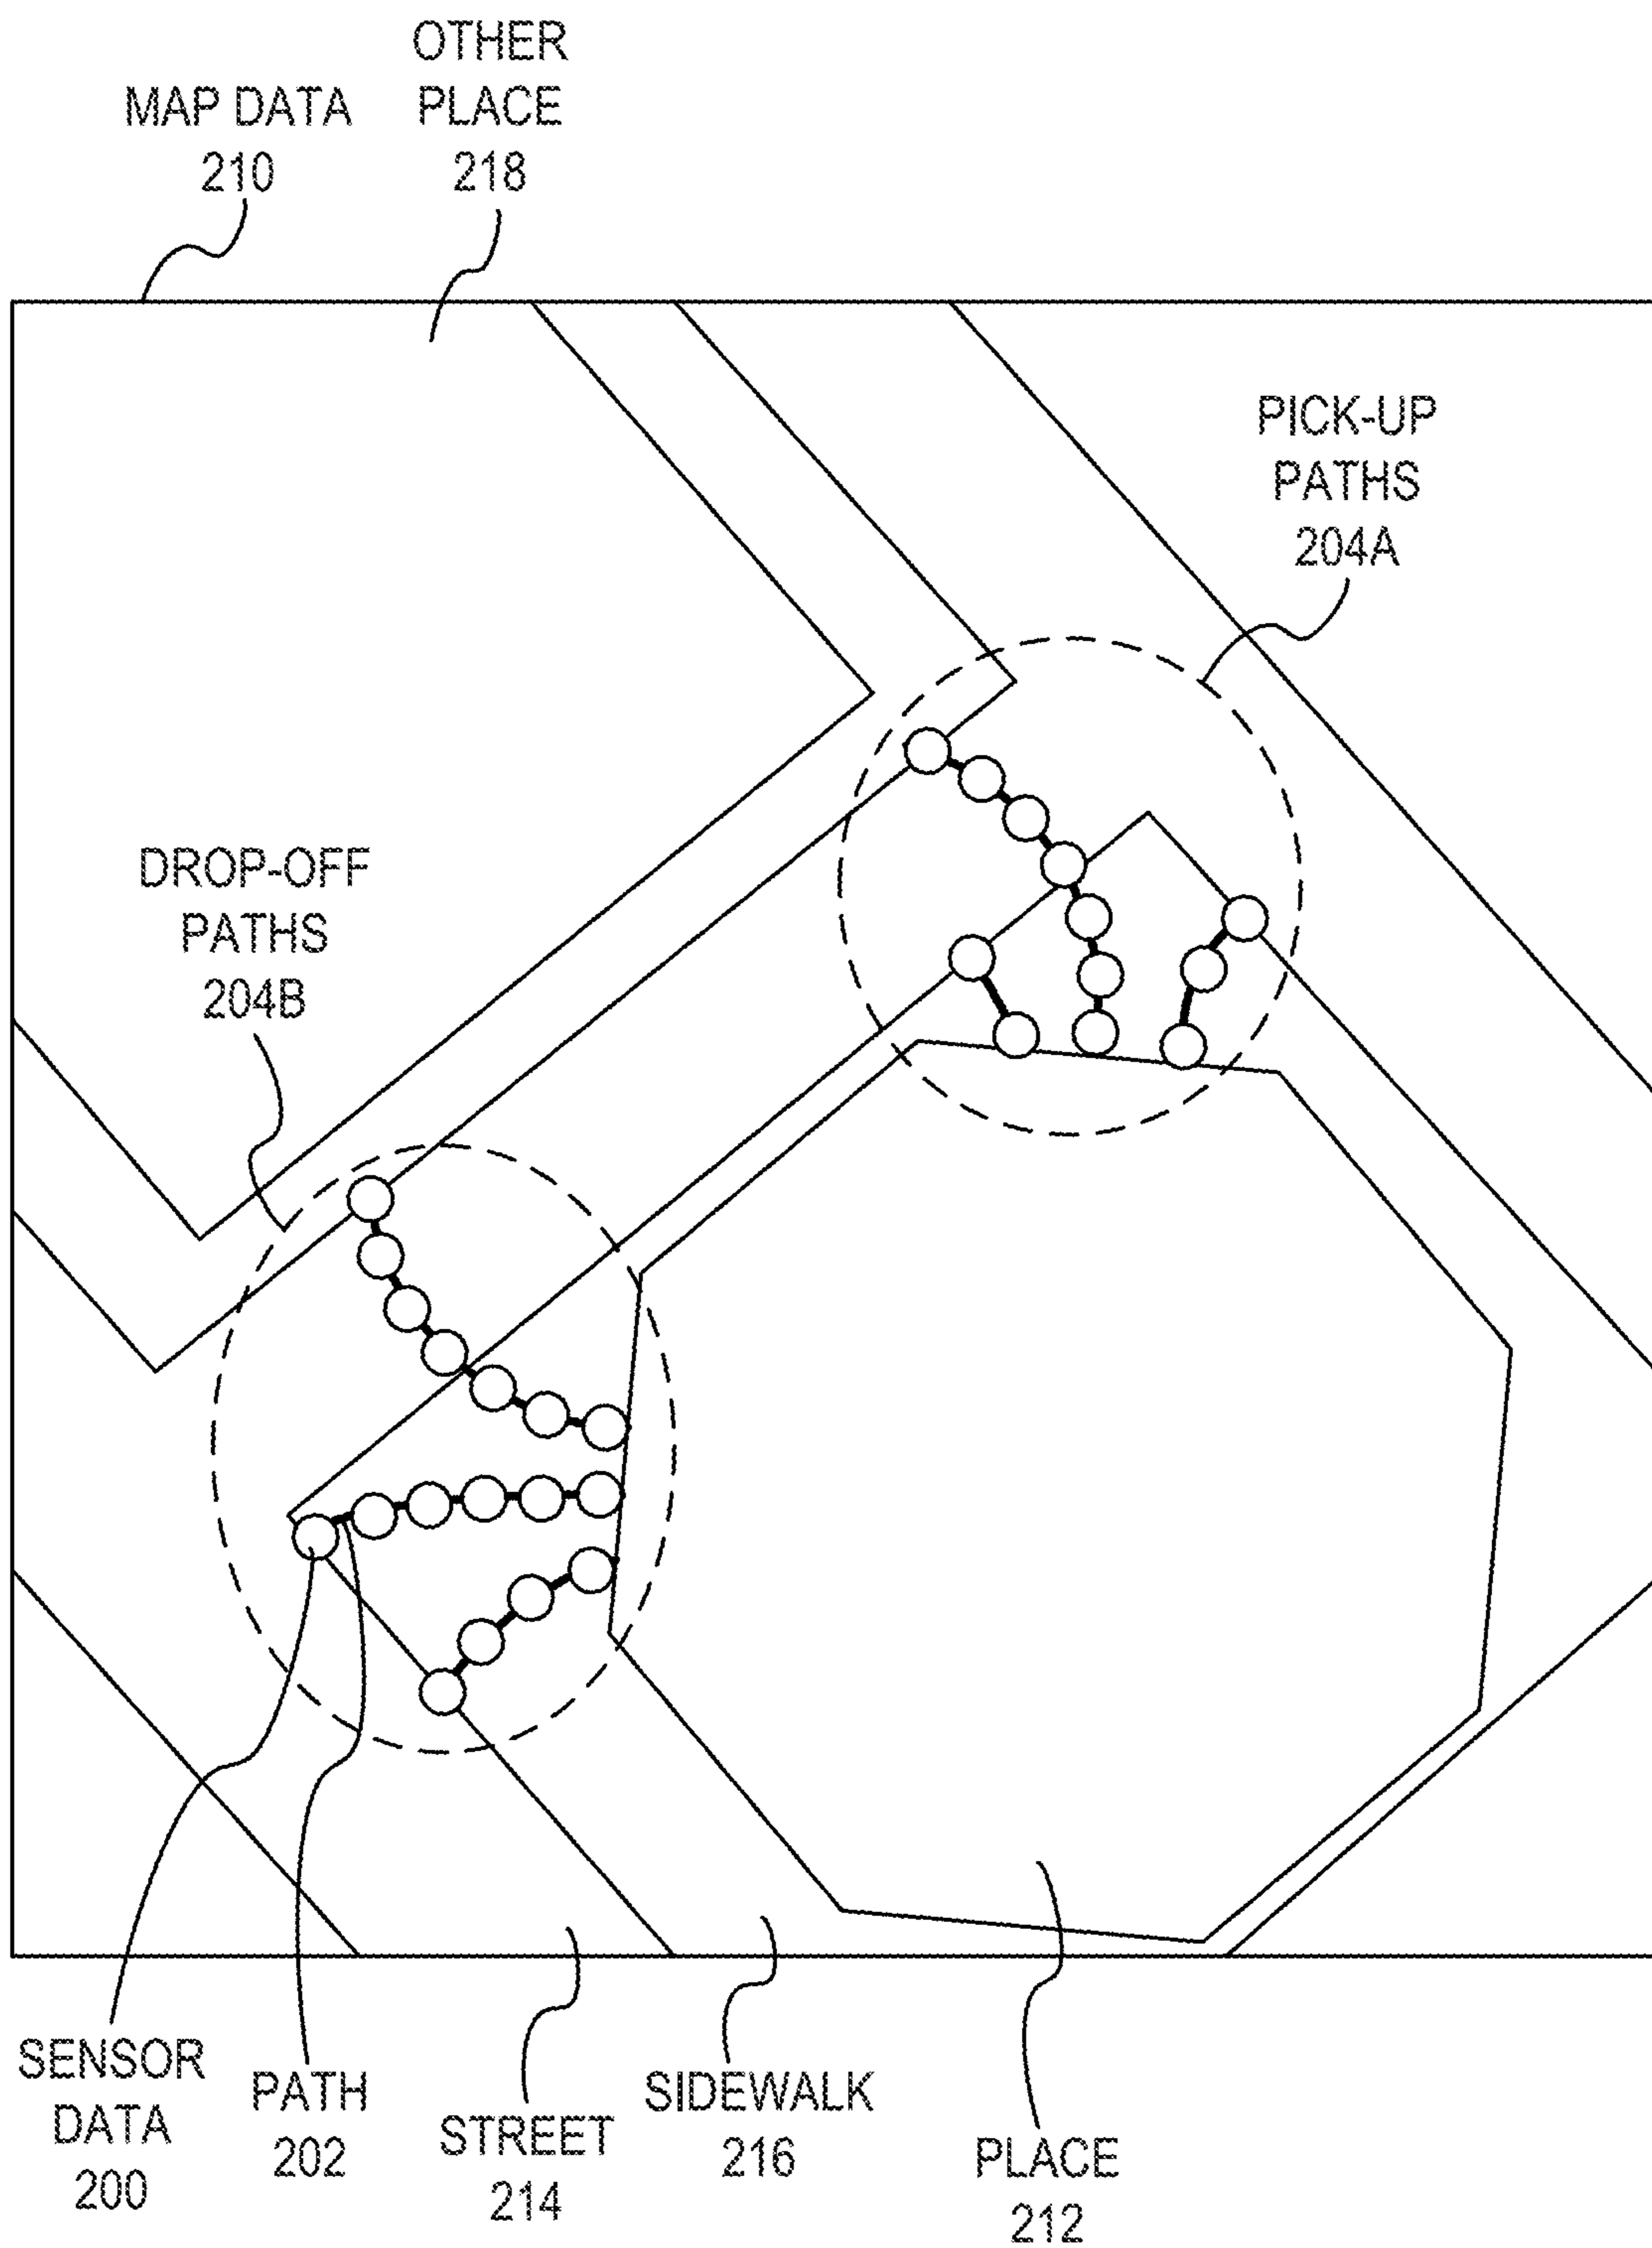 OTHER
PLACE
218
MAP DATA
210
PICK-UP
PATHS
204A
DROP-OFF
PATHS
204B
SENSOR
DATA
200
PATH
202
STREET
214
SIDEWALK
216
PLACE
212